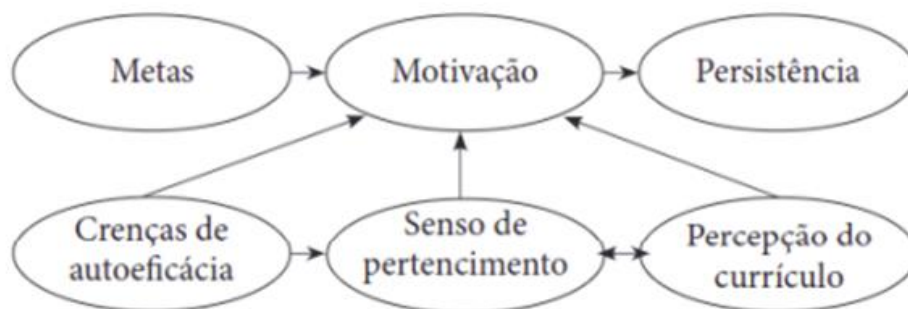 Metas
Motivação
Persistência
Crenças de
autoeficácia
Senso de
pertencimento
Percepção do
currículo